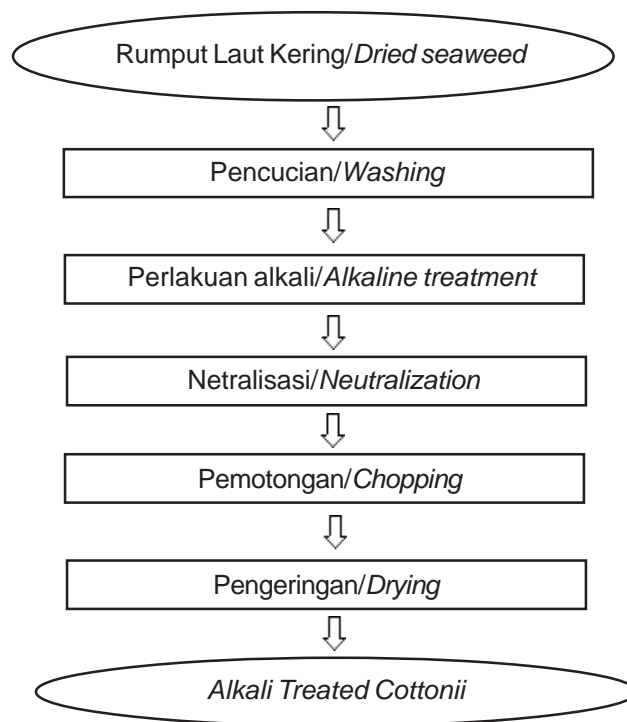 Rumput Laut Kering/Dried seaweed
Pencucian/Washing
Perlakuan alkali/Alkaline treatment
Netralisasi/Neutralization
Pemotongan/Chopping
Pengeringan/Drying
Alkali Treated Cottonii